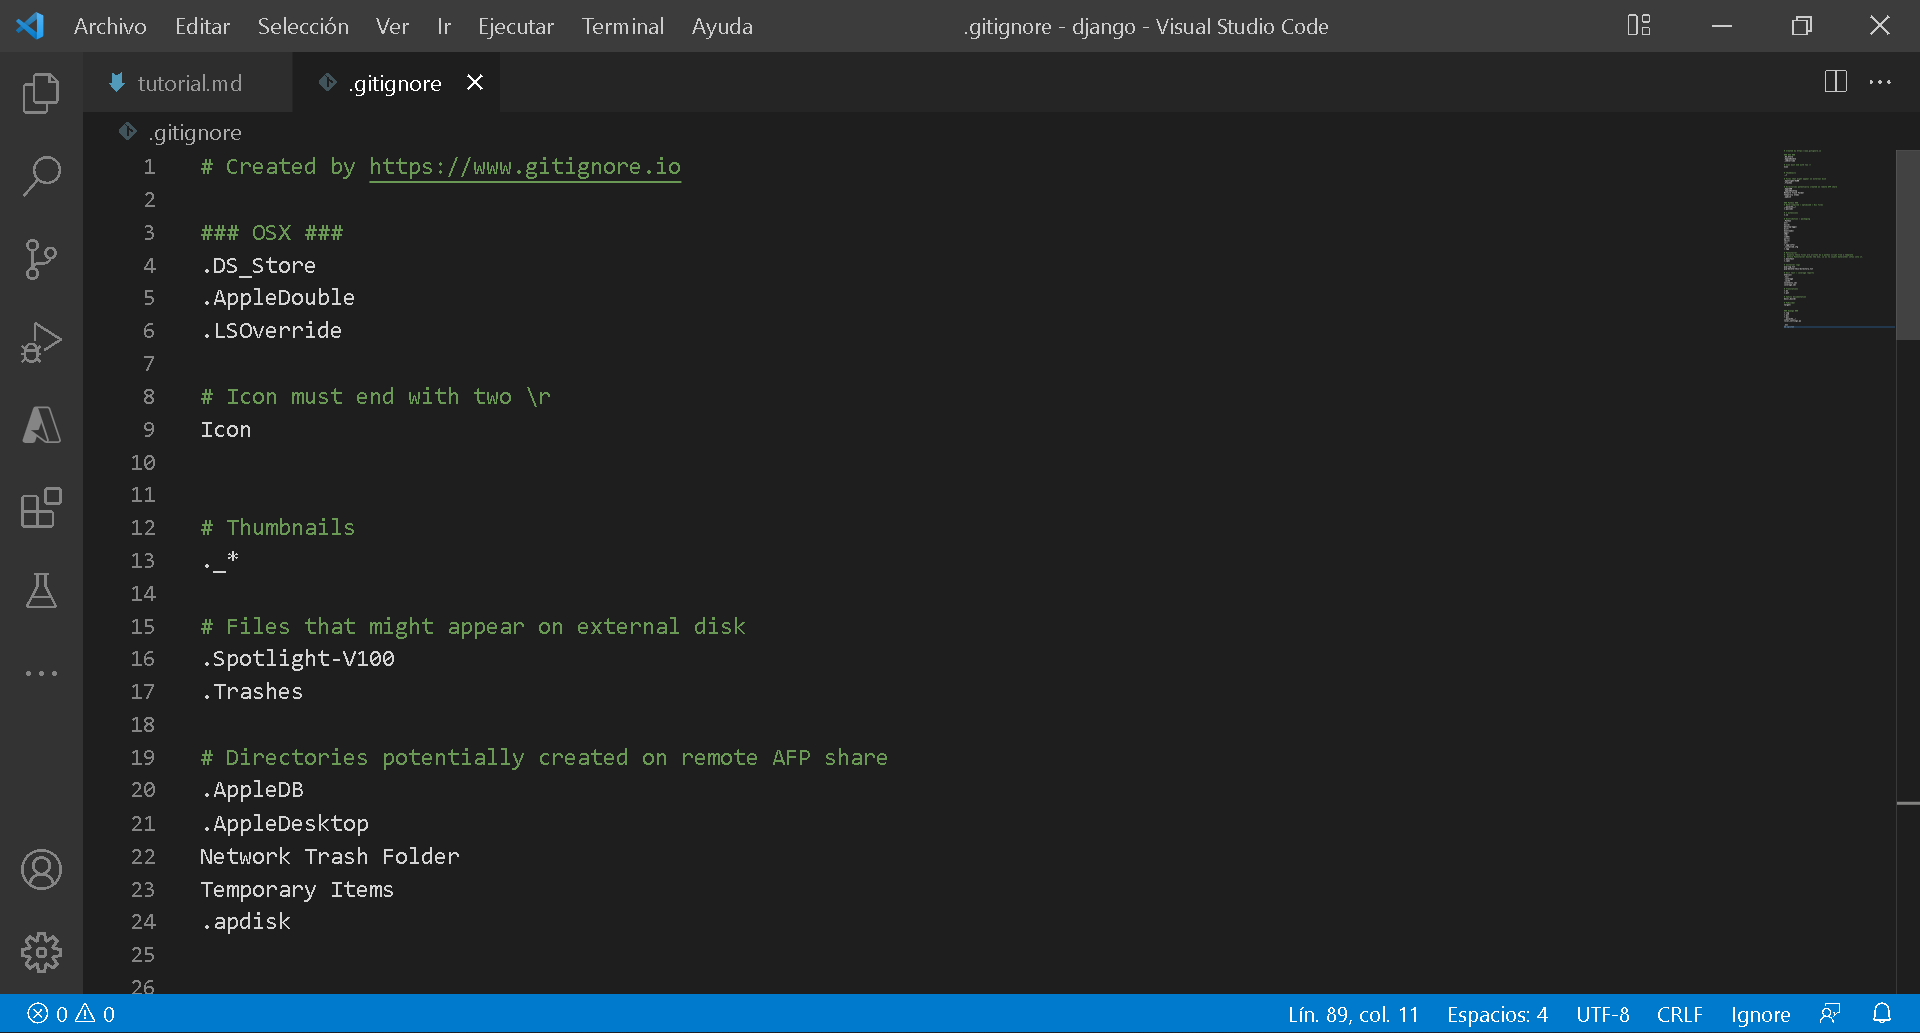 Archivo Editar Selección Ver Ir Ejecutar Terminal Ayuda .gitignore - django - Visual Studio Code
tutorial.md .gitignore
.gitignore
1 # Created by https://www.gitignore.io
2
3 ### OSX ###
4 .DS_Store
5 .AppleDouble
6 .LSOverride
7
8 # Icon must end with two \r
9 Icon
10
11
12 # Thumbnails
13 ._*
14
15 # Files that might appear on external disk
16 .Spotlight-V100
17 .Trashes
18
19 # Directories potentially created on remote AFP share
20 .AppleDB
21 .AppleDesktop
22 Network Trash Folder
23 Temporary Items
24 .apdisk
25
26
0 0 Lín. 89, col. 11 Espacios: 4 UTF-8 CRLF Ignore